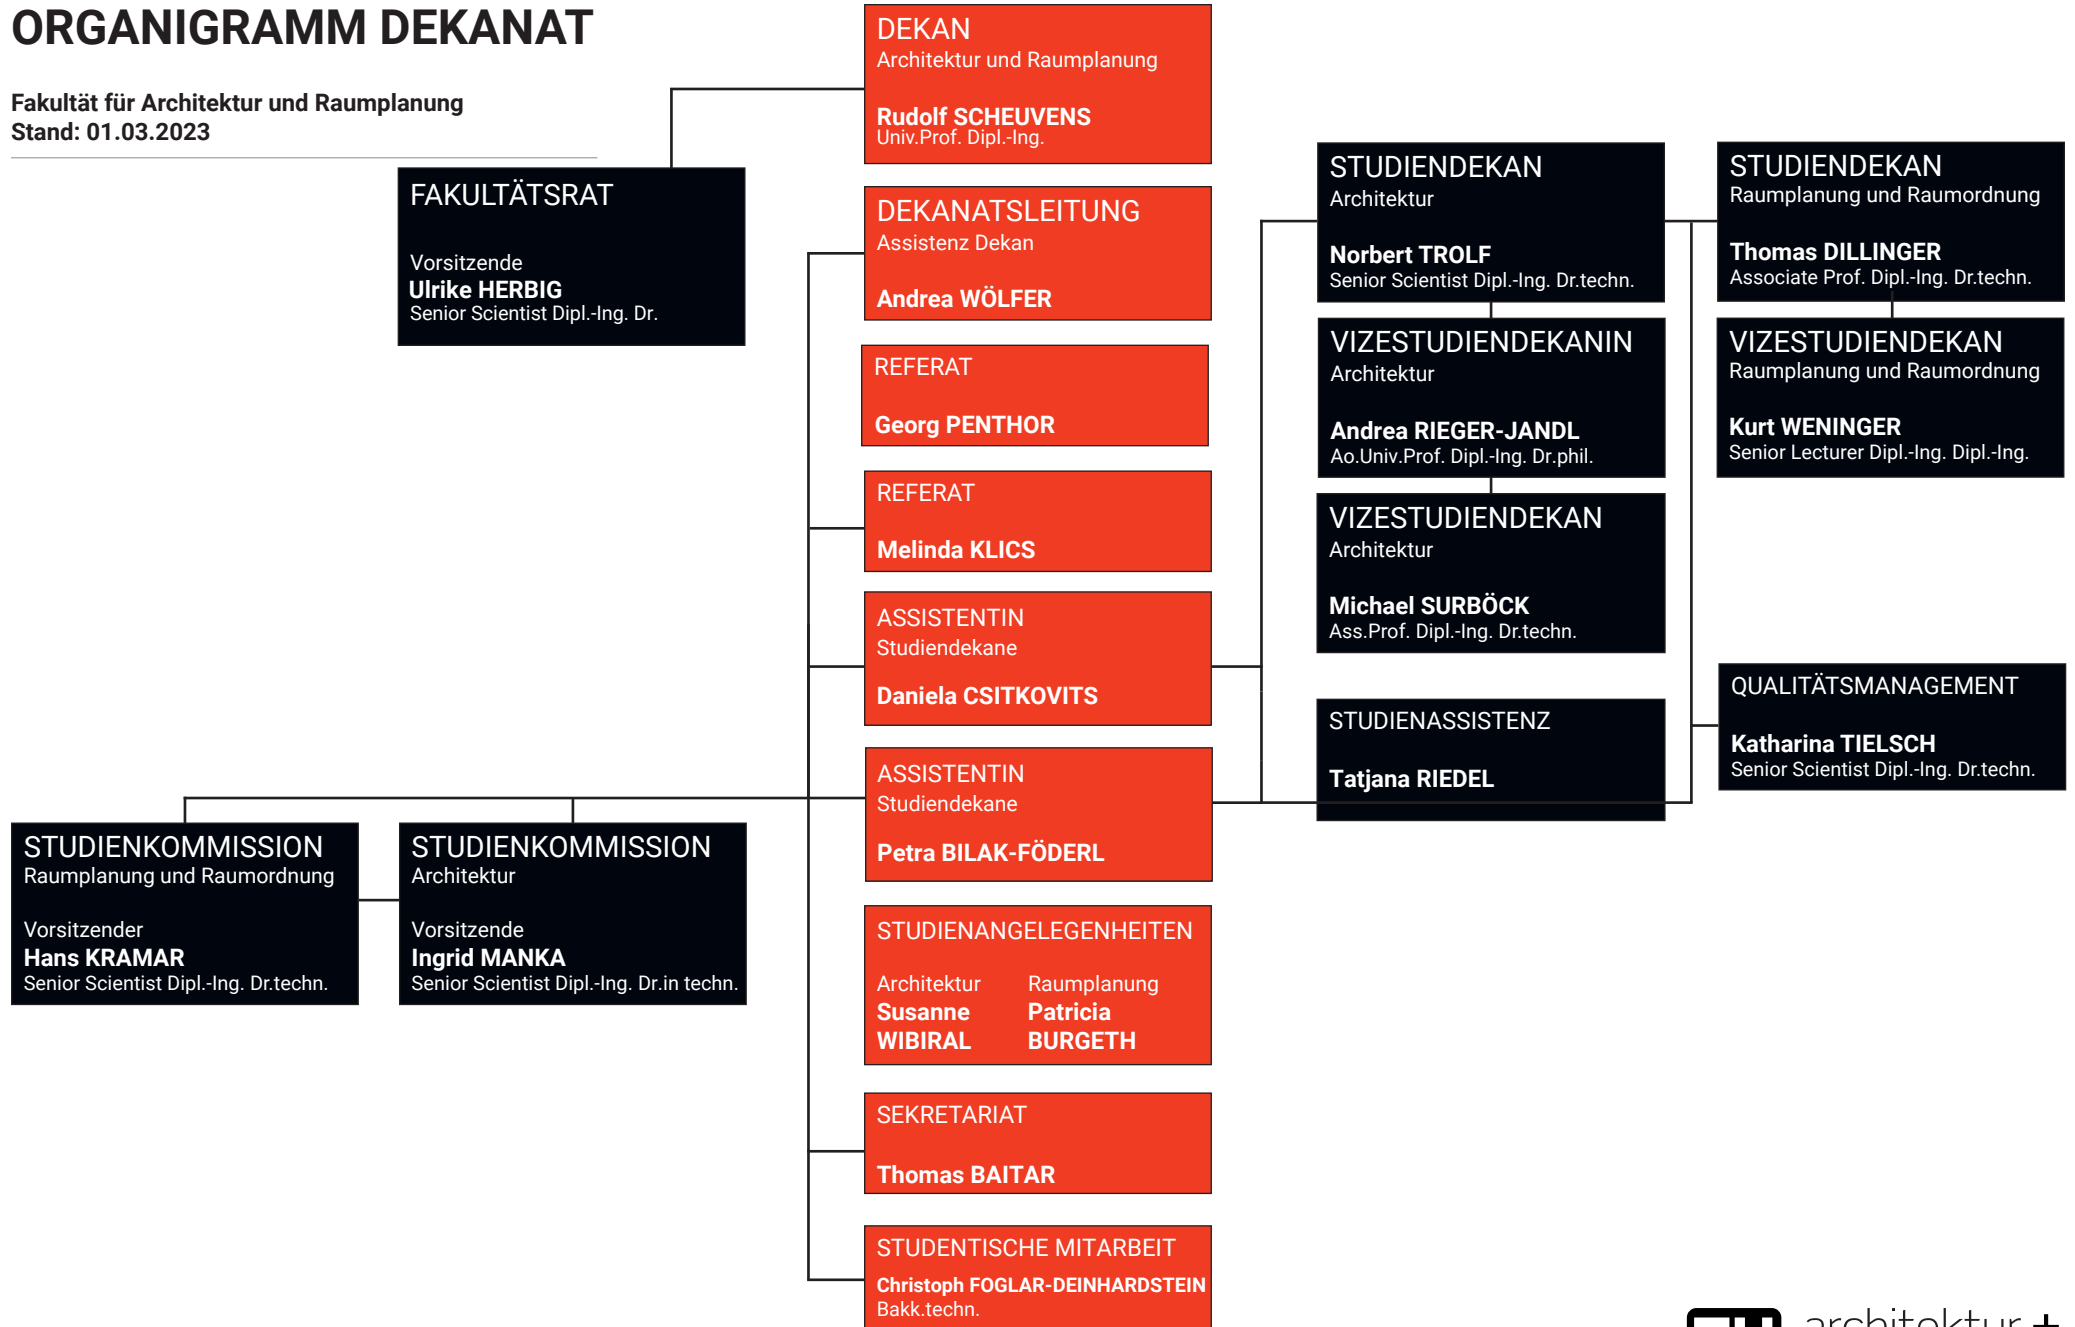 ORGANIGRAMM DEKANAT
Fakultät für Architektur und Raumplanung
Stand: 01.03.2023
FAKULTÄTSRAT
Vorsitzende
Ulrike HERBIG
Senior Scientist Dipl.-Ing. Dr.
DEKAN
Architektur und Raumplanung
Rudolf SCHEUVENS
Univ.Prof. Dipl.-Ing.
DEKANATSLEITUNG
Assistenz Dekan
Andrea WÖLFER
REFERAT
Georg PENTHOR
REFERAT
Melinda KLICS
ASSISTENTIN
Studiendekane
Daniela CSITKOVITS
ASSISTENTIN
Studiendekane
Petra BILAK-FÖDERL
STUDIENANGELEGENHEITEN
Architektur
Susanne
WIBIRAL
Raumplanung
Patricia
BURGETH
SEKRETARIAT
Thomas BAITAR
STUDENTISCHE MITARBEIT
Christoph FOGLAR-DEINHARDSTEIN
Bakk.techn.
STUDIENKOMMISSION
Raumplanung und Raumordnung
Vorsitzender
Hans KRAMAR
Senior Scientist Dipl.-Ing. Dr.techn.
STUDIENKOMMISSION
Architektur
Vorsitzende
Ingrid MANKA
Senior Scientist Dipl.-Ing. Dr.in techn.
STUDIENDEKAN
Architektur
Norbert TROLF
Senior Scientist Dipl.-Ing. Dr.techn.
VIZESTUDIENDEKANIN
Architektur
Andrea RIEGER-JANDL
Ao.Univ.Prof. Dipl.-Ing. Dr.phil.
VIZESTUDIENDEKAN
Architektur
Michael SURBÖCK
Ass.Prof. Dipl.-Ing. Dr.techn.
STUDIENASSISTENZ
Tatjana RIEDEL
STUDIENDEKAN
Raumplanung und Raumordnung
Thomas DILLINGER
Associate Prof. Dipl.-Ing. Dr.techn.
VIZESTUDIENDEKAN
Raumplanung und Raumordnung
Kurt WENINGER
Senior Lecturer Dipl.-Ing. Dipl.-Ing.
QUALITÄTSMANAGEMENT
Katharina TIELSCH
Senior Scientist Dipl.-Ing. Dr.techn.
architektur +